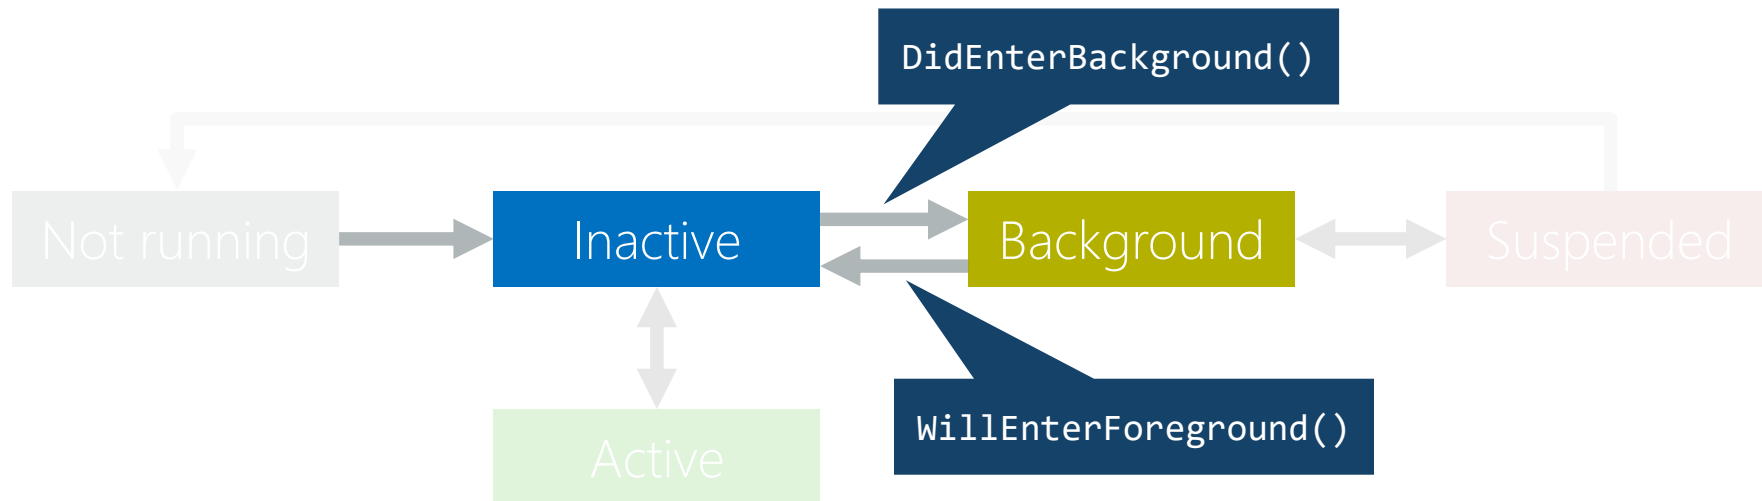 DidEnterBackground()
Not running
Inactive
Background
Suspended
WillEnterForeground()
Active